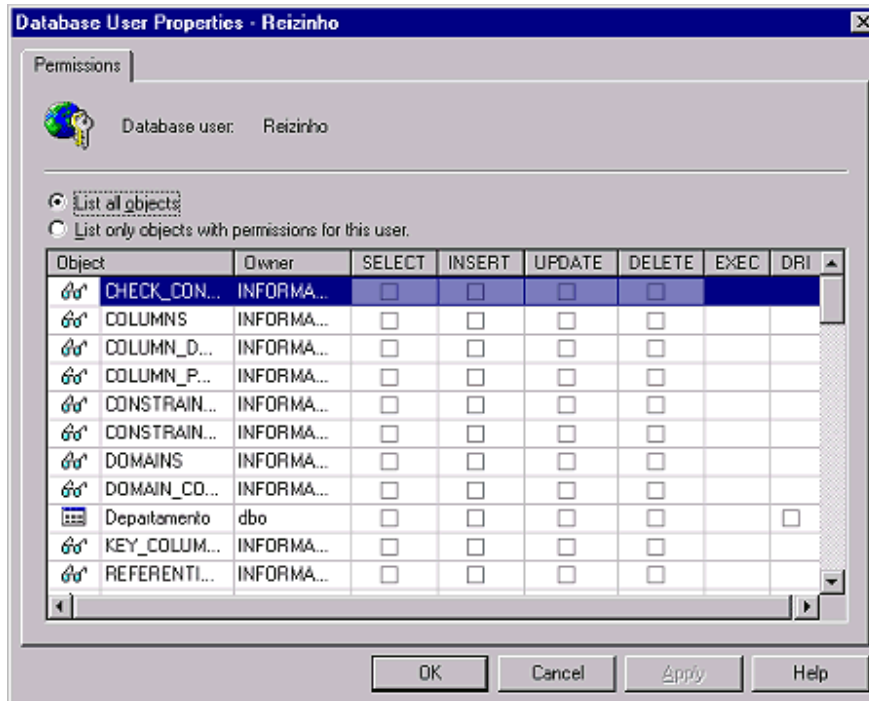 Database User Properties - Reizinho
Permissions
Database user: Reizinho
List all objects
List only objects with permissions for this user.
Object Owner SELECT INSERT UPDATE DELETE EXEC DRI
CHECK_CON... INFORMA...
COLUMNS INFORMA...
COLUMN_D... INFORMA...
COLUMN_P... INFORMA...
CONSTRAIN... INFORMA...
CONSTRAIN... INFORMA...
DOMAINS INFORMA...
DOMAIN_CO... INFORMA...
Departamento dbo
KEY_COLUM... INFORMA...
REFERENTI... INFORMA...
OK Cancel Apply Help